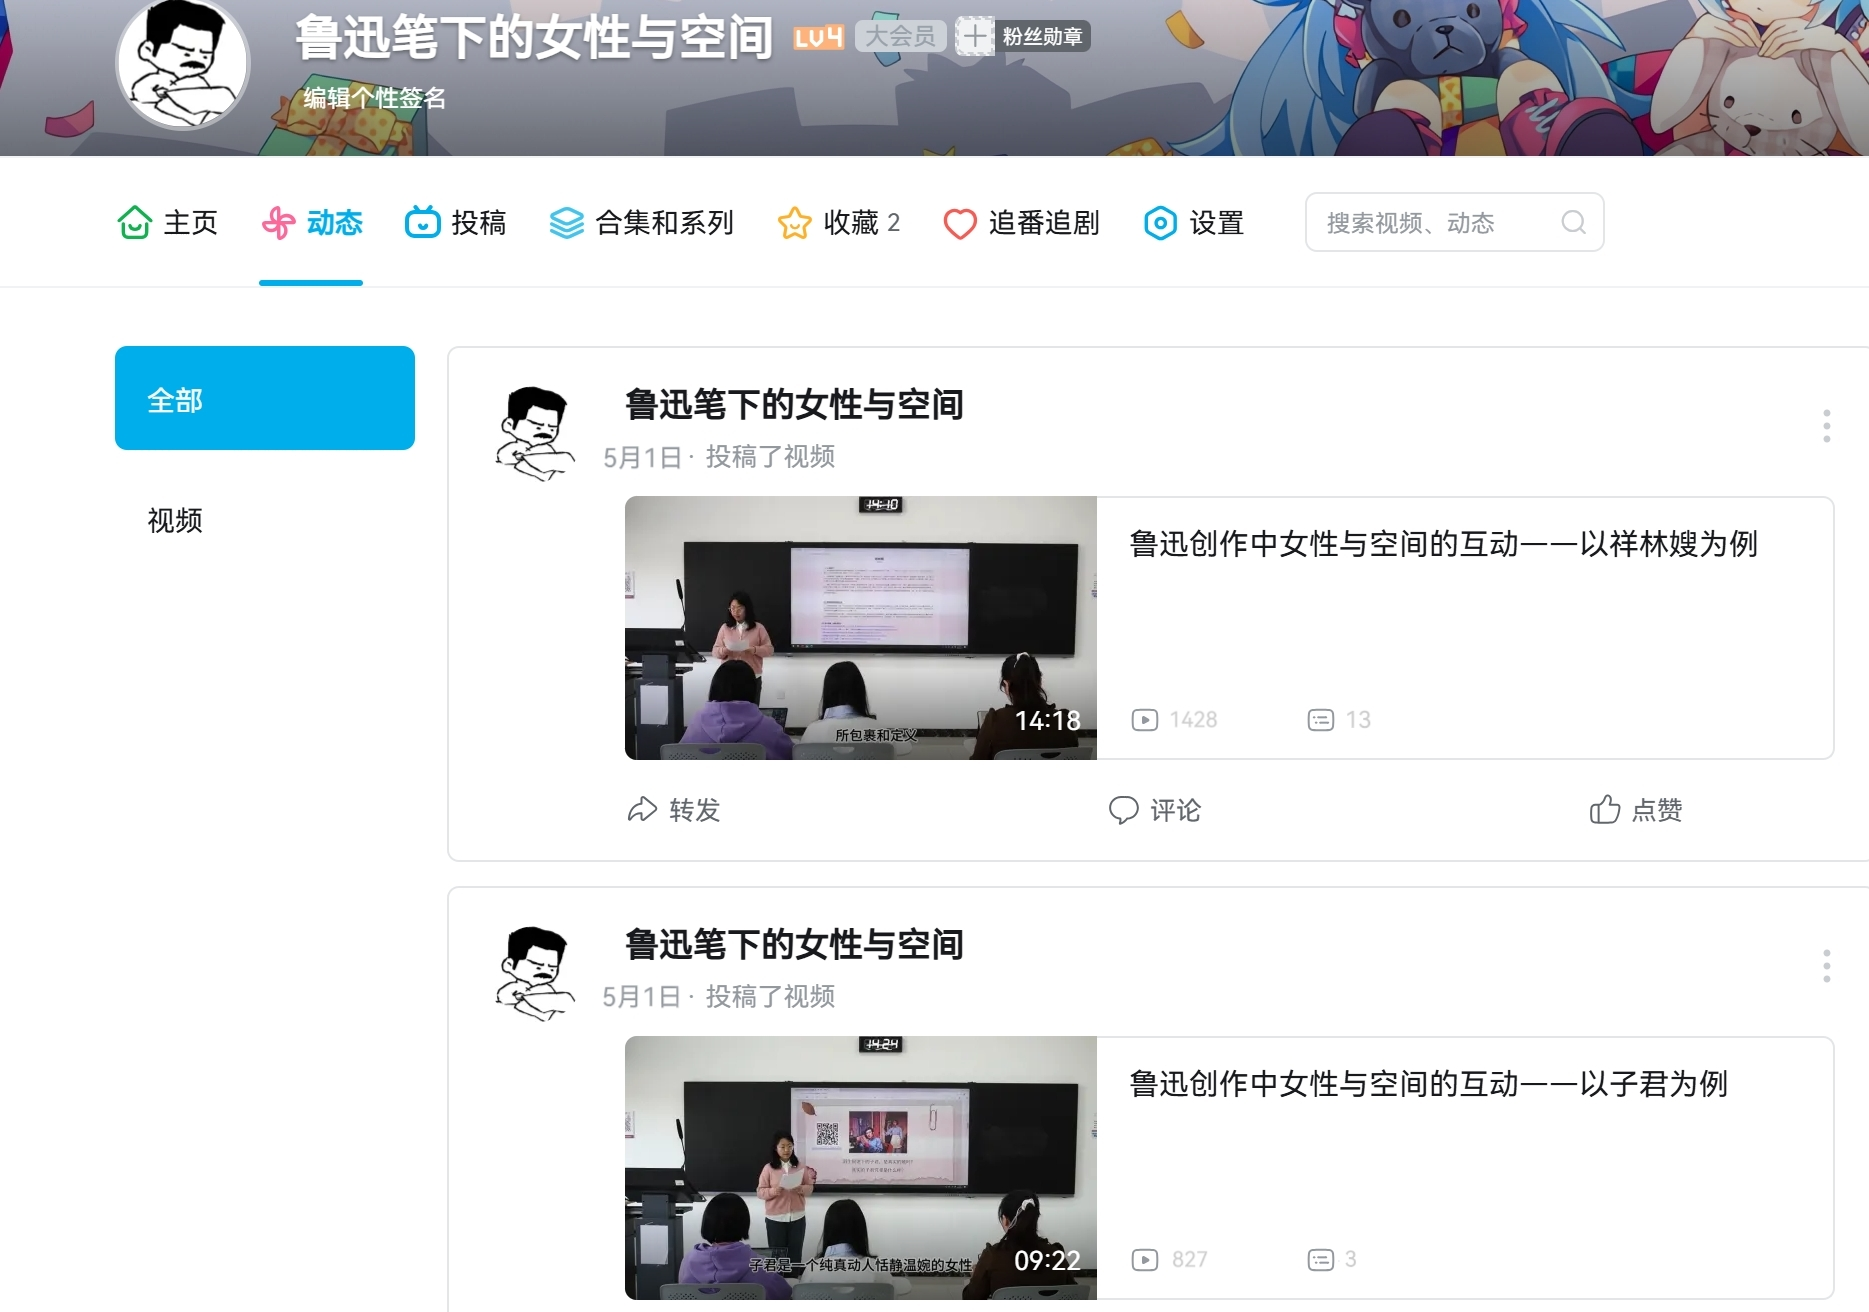 鲁迅笔下的女性与空间 LV4 大会员 粉丝勋章
编辑个性签名
主页 动态 投稿 合集和系列 收藏 2 追番追剧 设置 搜索视频、动态
全部
视频
鲁迅笔下的女性与空间
5月1日 · 投稿了视频
14:10
所包裹和定义
14:18
鲁迅创作中女性与空间的互动——以祥林嫂为例
1428 13
转发 评论 点赞
鲁迅笔下的女性与空间
5月1日 · 投稿了视频
14:24
子君是一个纯真动人恬静温婉的女性
09:22
鲁迅创作中女性与空间的互动——以子君为例
827 3